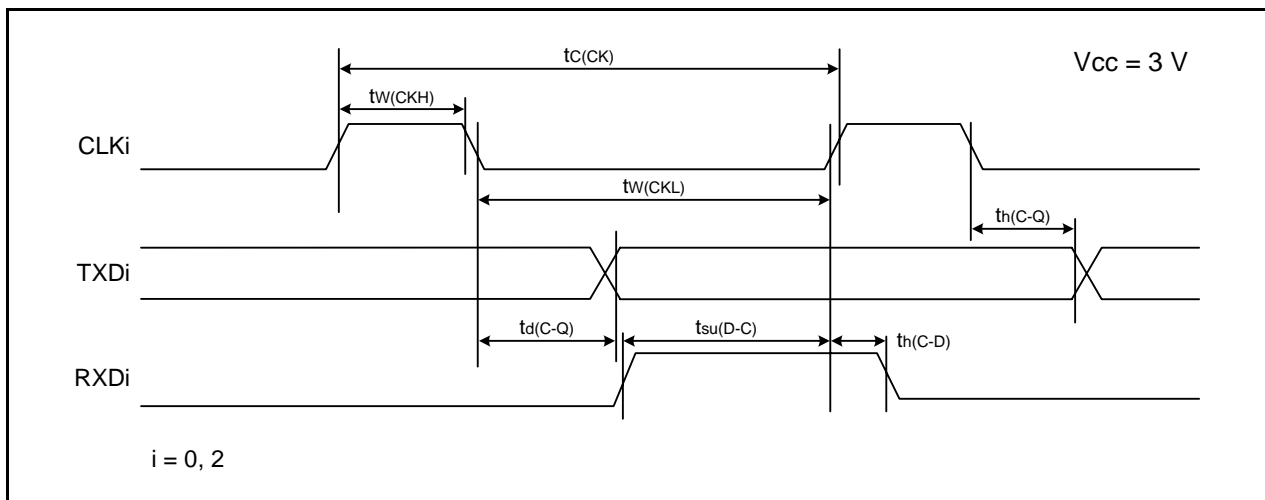 tC(CK)
Vcc = 3 V
tW(CKH)
CLKi
tW(CKL)
th(C-Q)
TXDi
td(C-Q)
tsu(D-C)
th(C-D)
RXDi
i = 0, 2